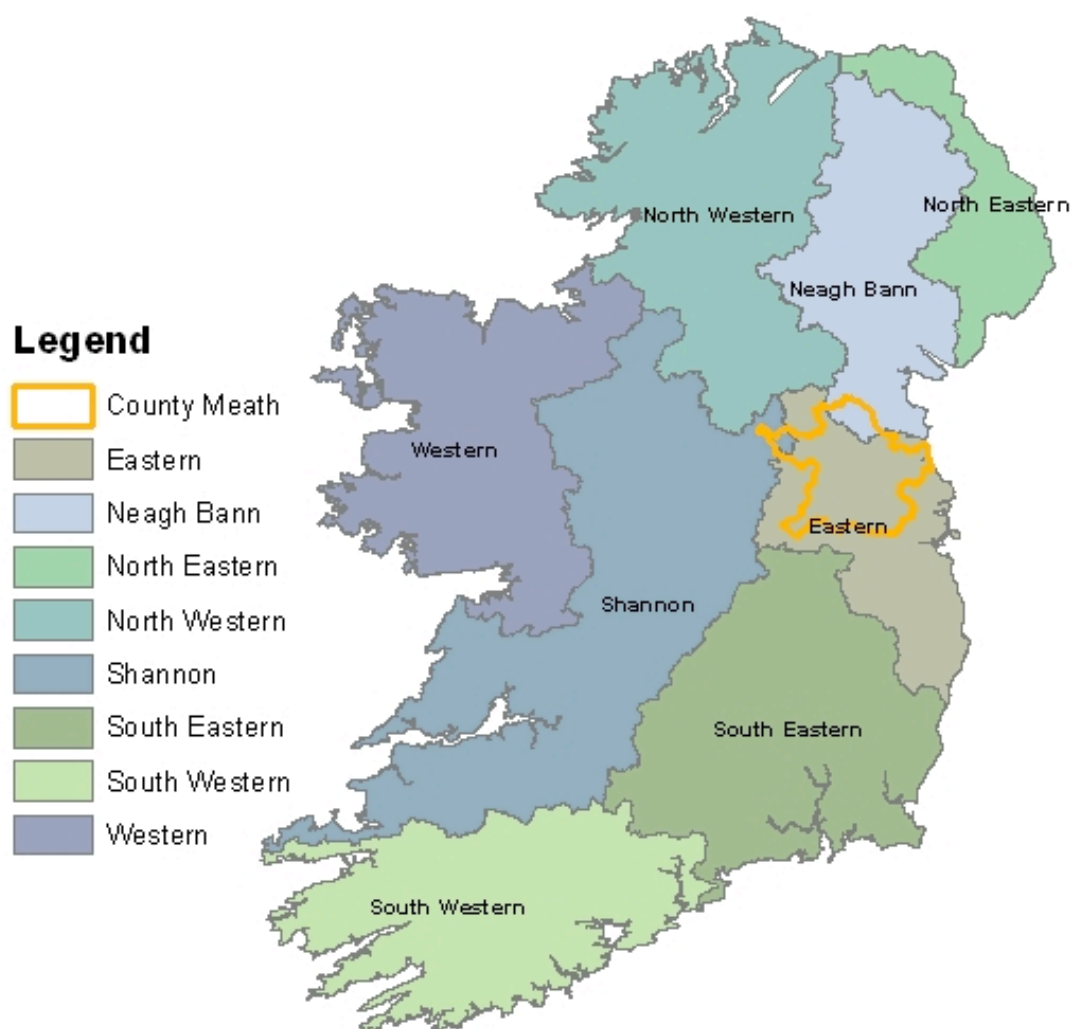 Legend
County Meath
Eastern
Neagh Bann
North Eastern
North Western
Shannon
South Eastern
South Western
Western
North Eastern
North Western
Neagh Bann
Western
Eastern
Shannon
South Eastern
South Western